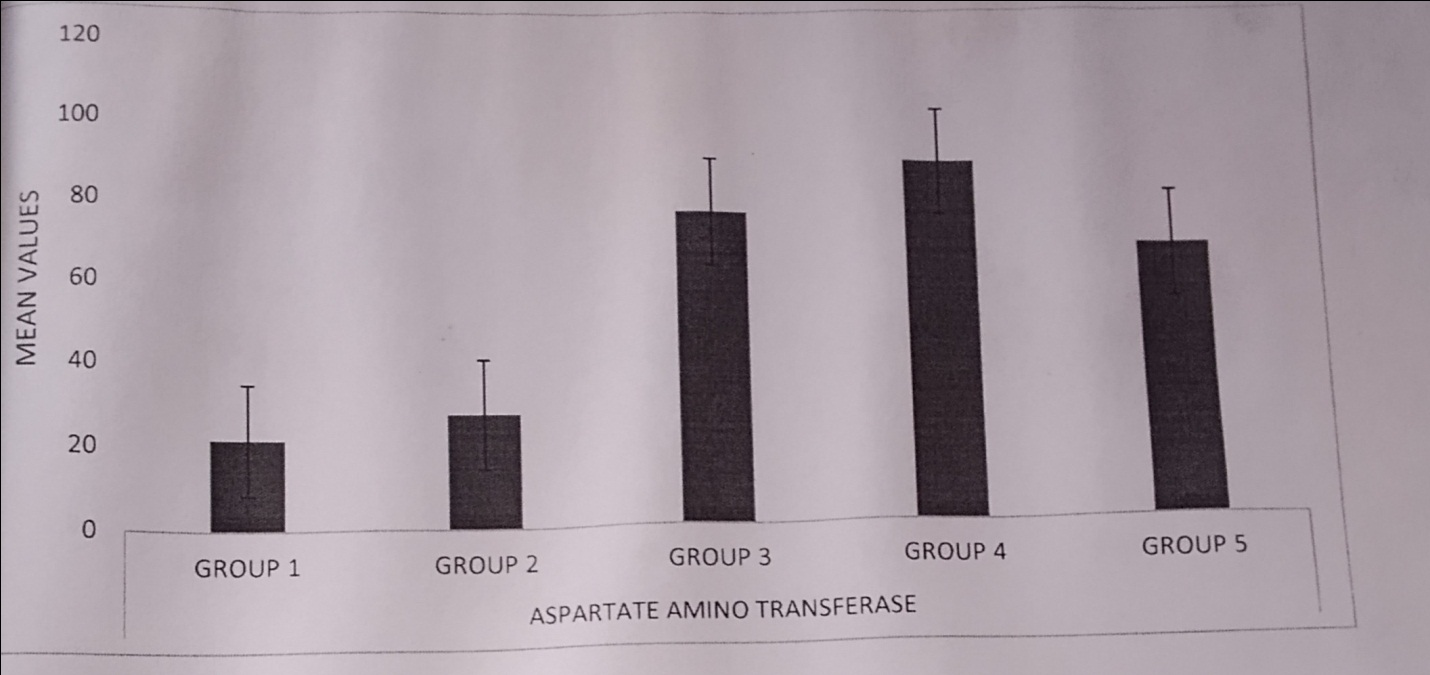 120
100
80
60
40
20
0
MEAN VALUES
GROUP 1
GROUP 2
GROUP 3
GROUP 4
GROUP 5
ASPARTATE AMINO TRANSFERASE